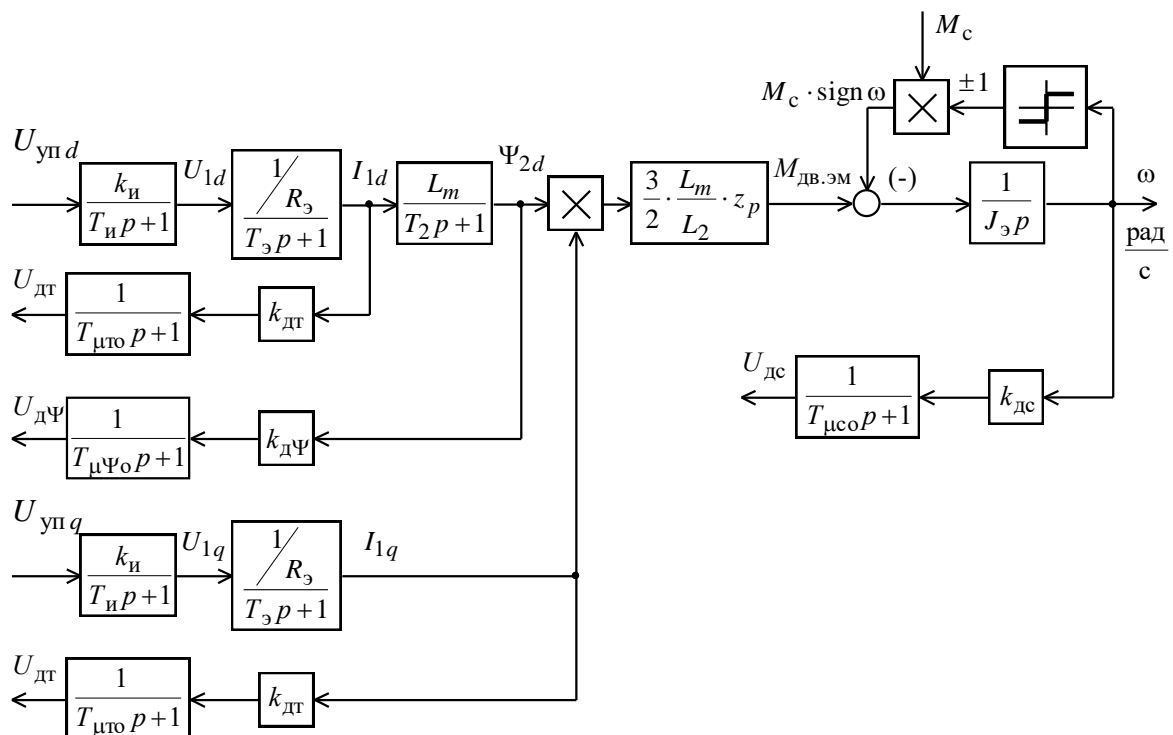 M_с
M_с · sign ω
±1
U_уп d
k_и
T_и p + 1
U_1d
1/R_э
T_э p + 1
I_1d
L_m
T_2 p + 1
Ψ_2d
3/2 · L_m/L_2 · z_p
M_дв.эм
(-)
1
J_э p
ω
рад
с
U_дт
1
T_μто p + 1
k_дт
U_дс
1
T_μсо p + 1
k_дс
U_дΨ
1
T_μΨо p + 1
k_дΨ
U_уп q
k_и
T_и p + 1
U_1q
1/R_э
T_э p + 1
I_1q
U_дт
1
T_μто p + 1
k_дт